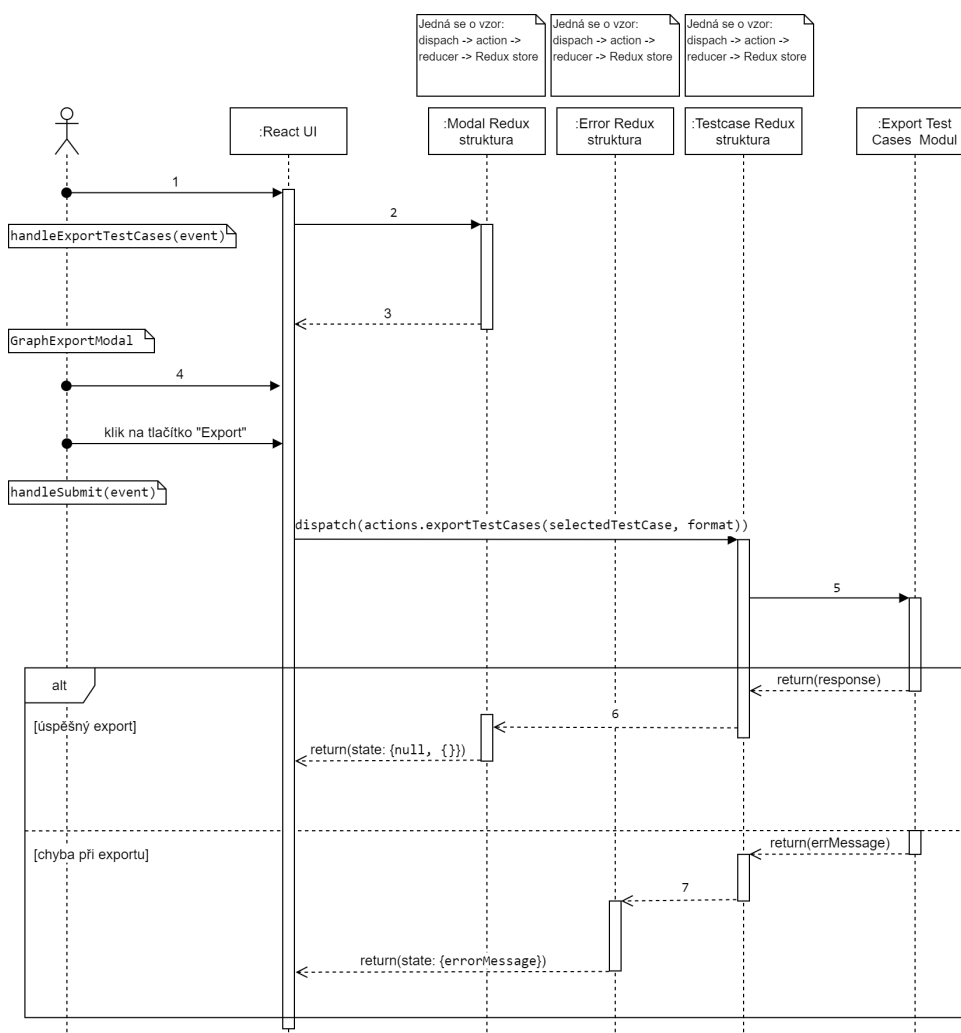 Jedná se o vzor:
dispach -> action ->
reducer -> Redux store
Jedná se o vzor:
dispach -> action ->
reducer -> Redux store
Jedná se o vzor:
dispach -> action ->
reducer -> Redux store
:React UI
:Modal Redux
struktura
:Error Redux
struktura
:Testcase Redux
struktura
:Export Test
Cases Modul
1
2
handleExportTestCases(event)
3
GraphExportModal
4
klik na tlačítko "Export"
handleSubmit(event)
dispatch(actions.exportTestCases(selectedTestCase, format))
5
alt
return(response)
[úspěšný export]
6
return(state: {null, {}})
[chyba při exportu]
return(errMessage)
7
return(state: {errorMessage})